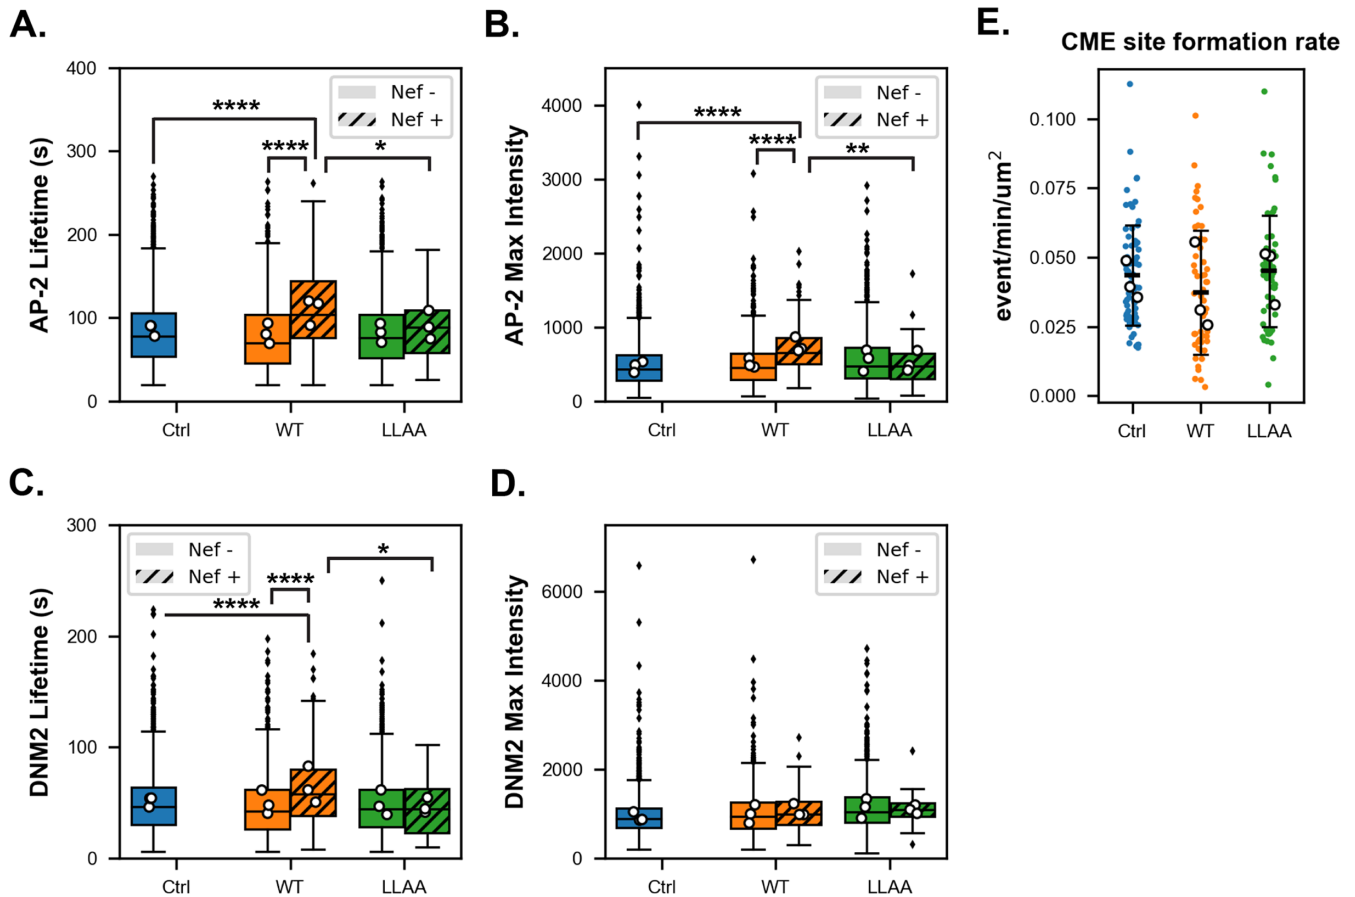 A.
AP-2 Lifetime (s)
400
300
200
100
0
Nef -
Nef +
****
****
*
Ctrl
WT
LLAA
B.
AP-2 Max Intensity
4000
3000
2000
1000
0
Nef -
Nef +
****
****
**
Ctrl
WT
LLAA
E.
CME site formation rate
event/min/um²
0.100
0.075
0.050
0.025
0.000
Ctrl
WT
LLAA
C.
DNM2 Lifetime (s)
300
200
100
0
Nef -
Nef +
*
****
****
Ctrl
WT
LLAA
D.
DNM2 Max Intensity
6000
4000
2000
0
Nef -
Nef +
Ctrl
WT
LLAA